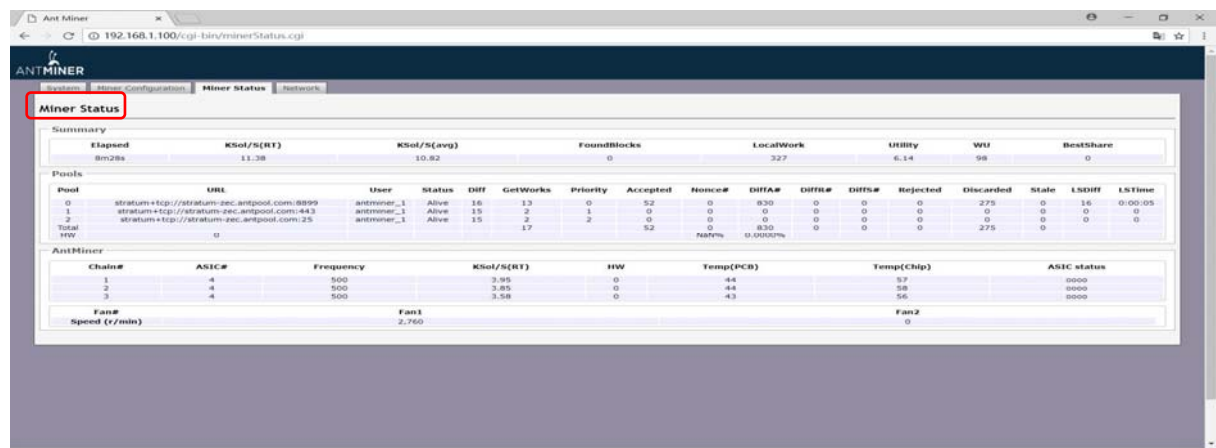 Ant Miner
192.168.1.100/cgi-bin/minerStatus.cgi
ANTMINER
System Miner Configuration Miner Status Network
Miner Status
Summary
Elapsed KSol/S(RT) KSol/S(avg) FoundBlocks LocalWork Utility WU BestShare
8m28s 11.38 10.82 0 327 6.14 98 0
Pools
Pool URL User Status Diff GetWorks Priority Accepted Nonce# DiffA# DiffR# DiffS# Rejected Discarded Stale LSDiff LSTime
0 stratum+tcp://stratum-zec.antpool.com:8899 antminer_1 Alive 16 13 0 52 0 830 0 0 0 275 0 16 0:00:05
1 stratum+tcp://stratum-zec.antpool.com:443 antminer_1 Alive 15 2 1 0 0 0 0 0 0 0 0 0 0
2 stratum+tcp://stratum-zec.antpool.com:25 antminer_1 Alive 15 2 2 0 0 0 0 0 0 0 0 0 0
Total 17 52 0 830 0 0 0 275 0
HW 0 NaN% 0.0000%
AntMiner
Chain# ASIC# Frequency KSol/S(RT) HW Temp(PCB) Temp(Chip) ASIC status
1 4 500 3.95 0 44 57 oooo
2 4 500 3.85 0 44 58 oooo
3 4 500 3.58 0 43 56 oooo
Fan# Fan1 Fan2
Speed (r/min) 2,760 0